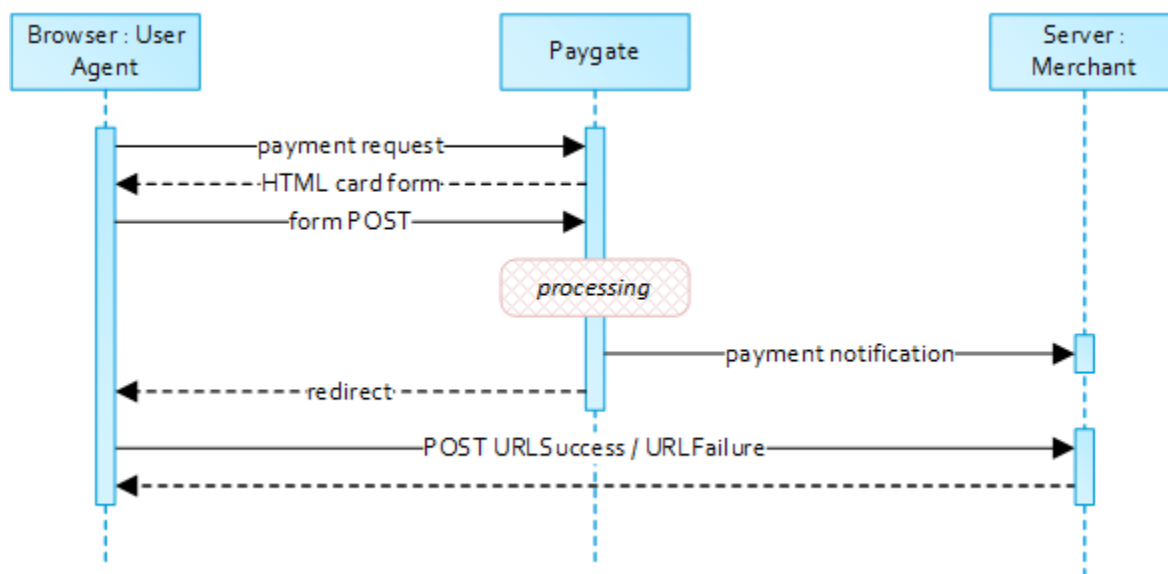 Browser : User
Agent
Paygate
Server :
Merchant
payment request
HTML card form
form POST
processing
payment notification
redirect
POST URLSuccess / URLFailure